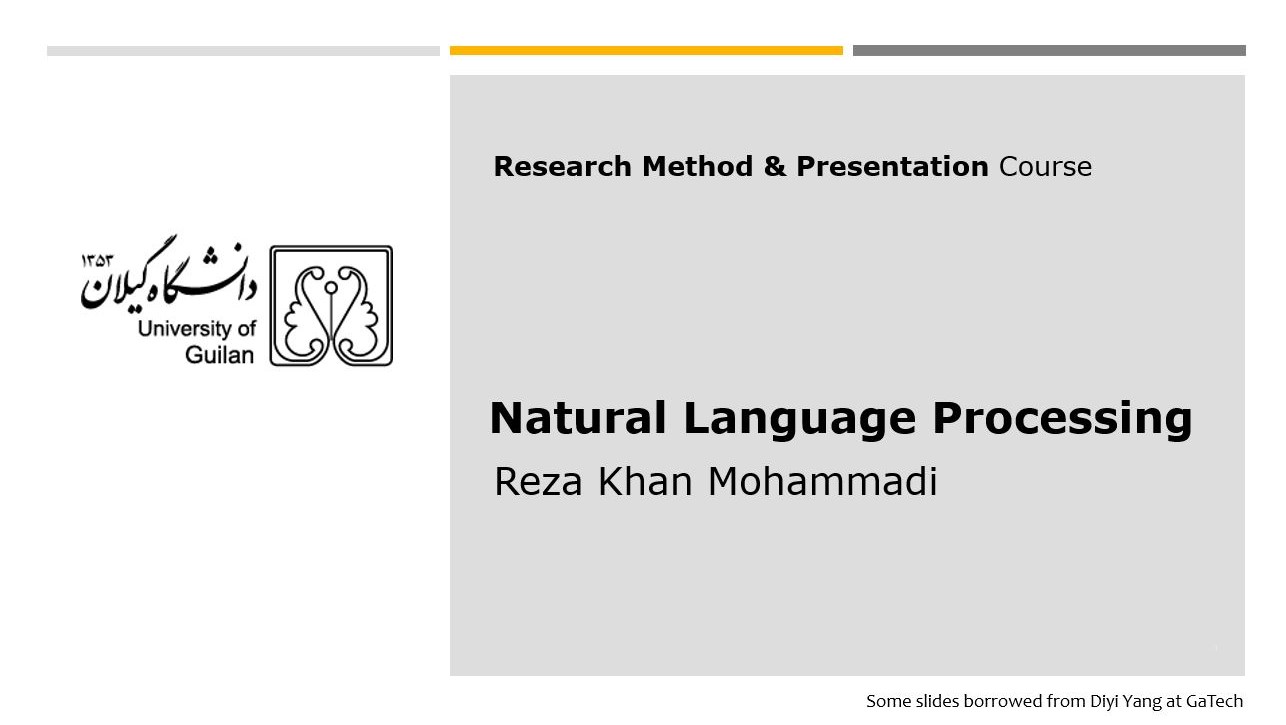 Research Method & Presentation Course
۱۳۵۳
دانشگاه گیلان
University of
Guilan
Natural Language Processing
Reza Khan Mohammadi
Some slides borrowed from Diyi Yang at GaTech